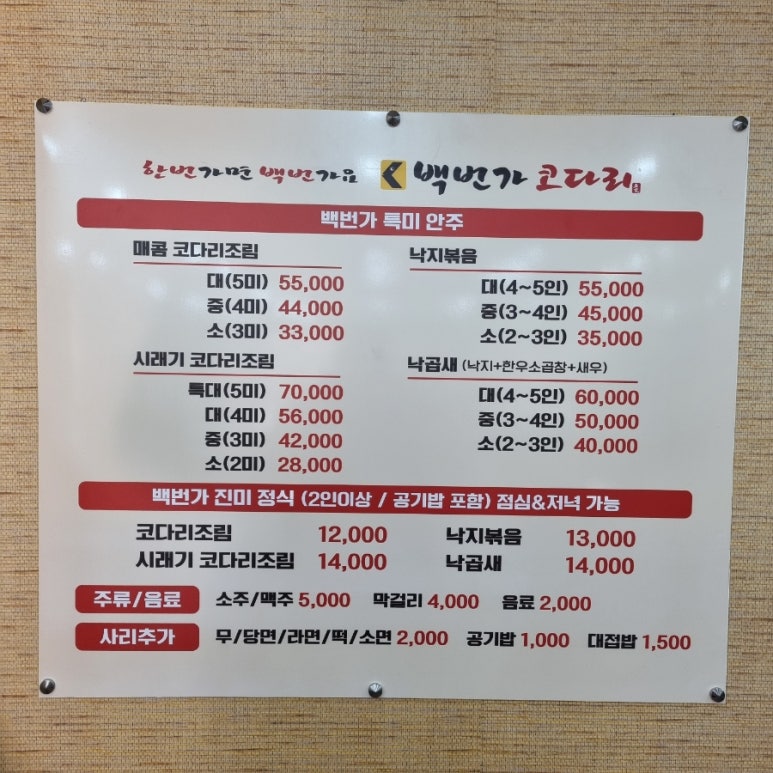 한번가면 백번가요 백번가 코다리
백번가 특미 안주
매콤 코다리조림
대(5미) 55,000
중(4미) 44,000
소(3미) 33,000
시래기 코다리조림
특대(5미) 70,000
대(4미) 56,000
중(3미) 42,000
소(2미) 28,000
낙지볶음
대(4~5인) 55,000
중(3~4인) 45,000
소(2~3인) 35,000
낙곱새 (낙지+한우소곱창+새우)
대(4~5인) 60,000
중(3~4인) 50,000
소(2~3인) 40,000
백번가 진미 정식 (2인이상 / 공기밥 포함) 점심&저녁 가능
코다리조림 12,000 낙지볶음 13,000
시래기 코다리조림 14,000 낙곱새 14,000
주류/음료 소주/맥주 5,000 막걸리 4,000 음료 2,000
사리추가 무/당면/라면/떡/소면 2,000 공기밥 1,000 대접밥 1,500